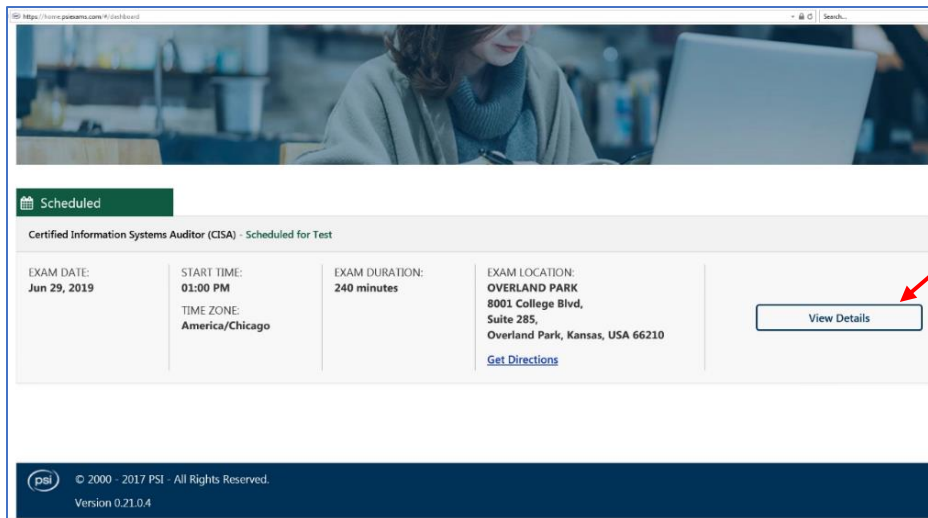 https://home.psiexams.com/#/dashboard
Search...
Scheduled
Certified Information Systems Auditor (CISA) - Scheduled for Test
EXAM DATE:
Jun 29, 2019
START TIME:
01:00 PM
TIME ZONE:
America/Chicago
EXAM DURATION:
240 minutes
EXAM LOCATION:
OVERLAND PARK
8001 College Blvd,
Suite 285,
Overland Park, Kansas, USA 66210
Get Directions
View Details
psi
© 2000 - 2017 PSI - All Rights Reserved.
Version 0.21.0.4